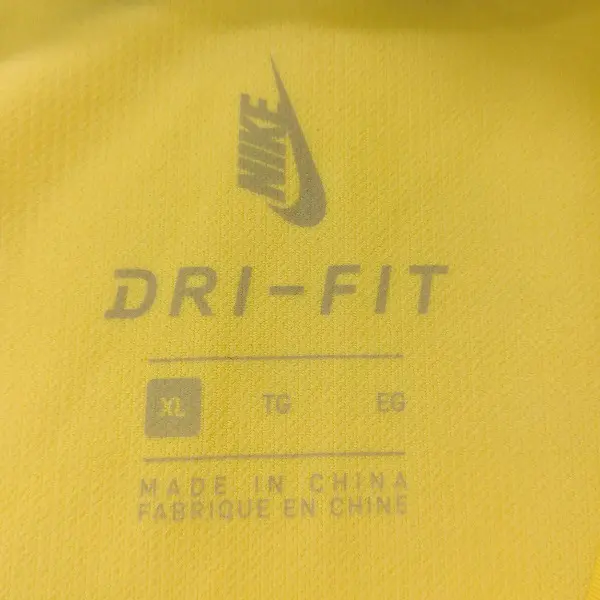 NIKE
DRI-FIT
XL TG EG
MADE IN CHINA
FABRIQUE EN CHINE